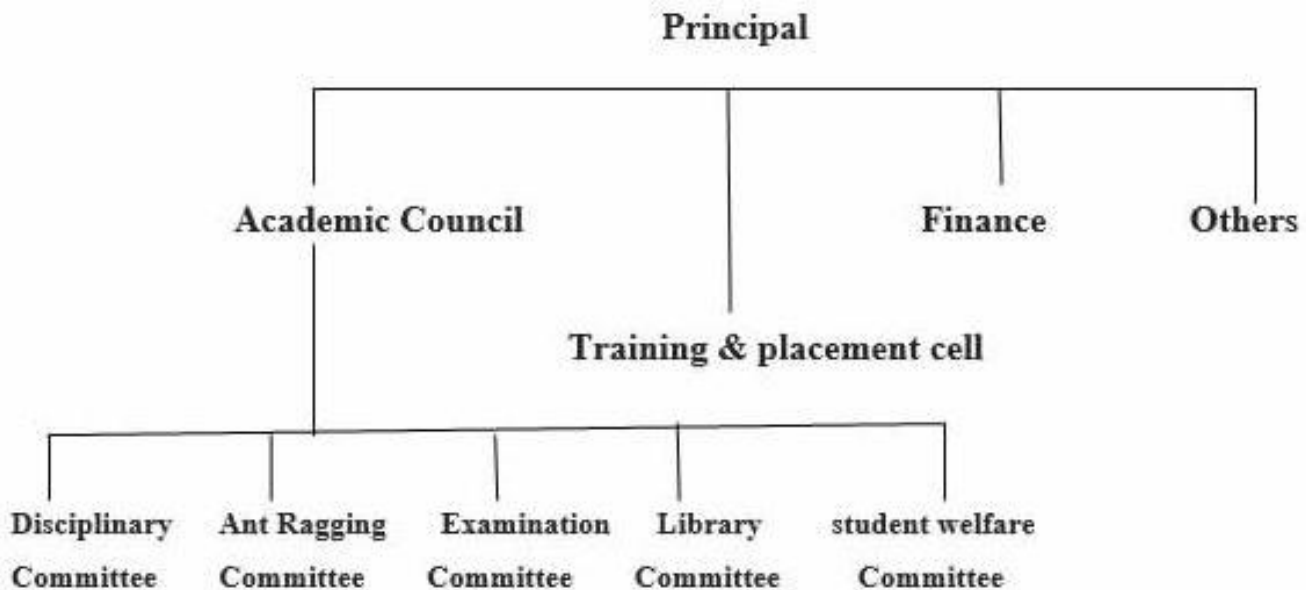 Principal
Academic Council
Finance
Others
Training & placement cell
Disciplinary
Committee
Ant Ragging
Committee
Examination
Committee
Library
Committee
student welfare
Committee